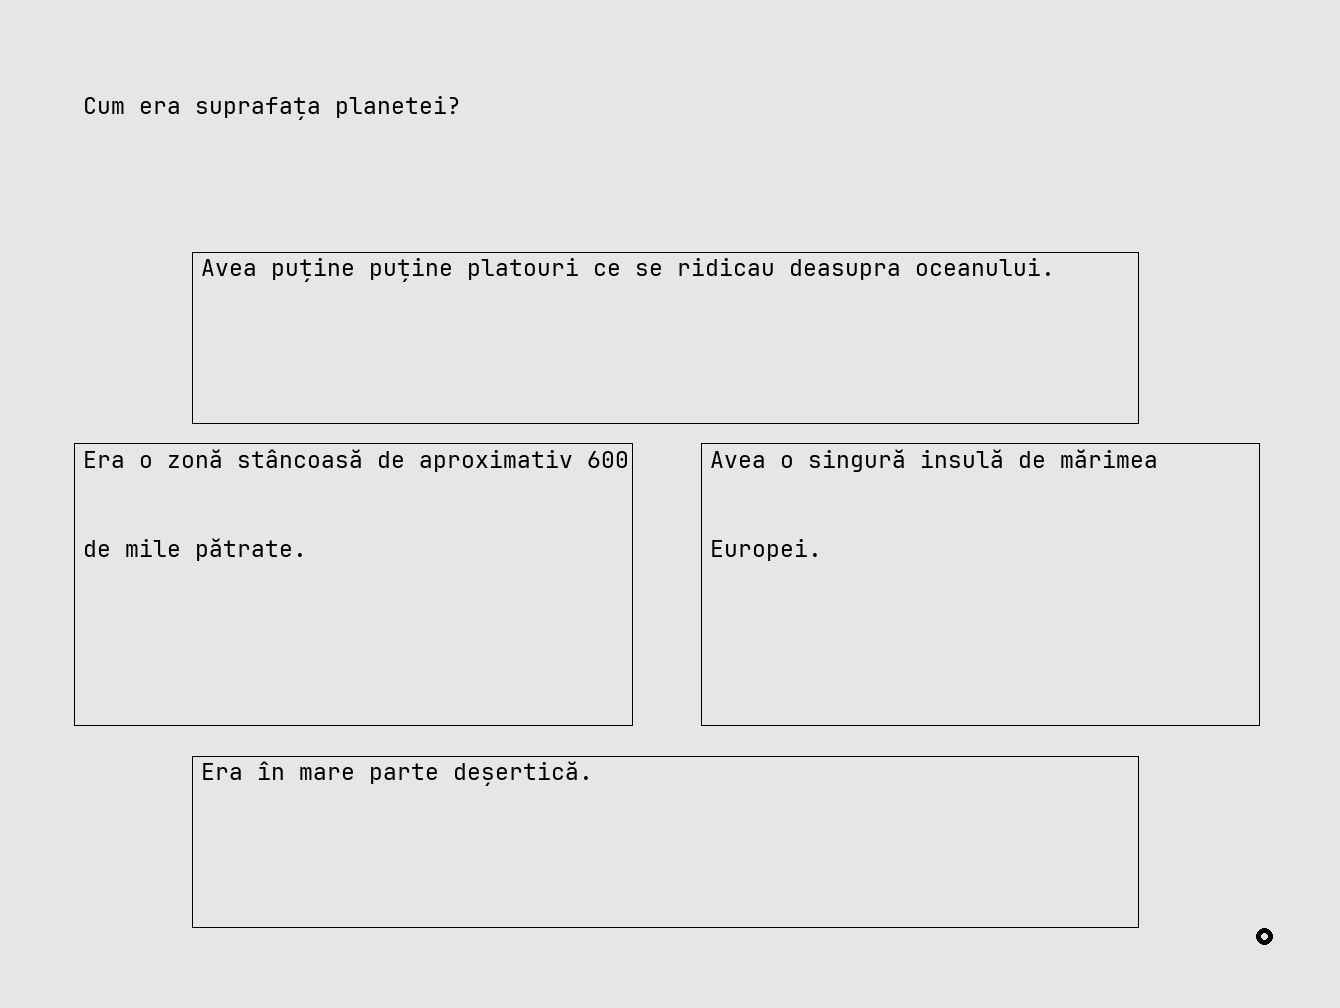 Cum era suprafața planetei?
Avea puține puține platouri ce se ridicau deasupra oceanului.
Era o zonă stâncoasă de aproximativ 600
de mile pătrate.
Avea o singură insulă de mărimea
Europei.
Era în mare parte deșertică.